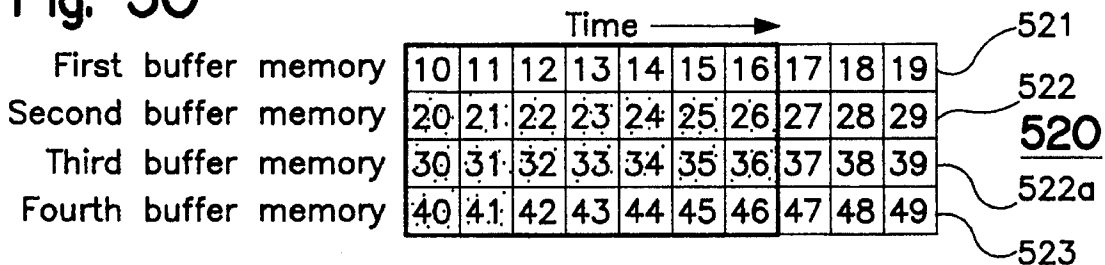 Fig. 50
Time
521
First buffer memory 10 11 12 13 14 15 16 17 18 19
522
Second buffer memory 20 21 22 23 24 25 26 27 28 29
520
Third buffer memory 30 31 32 33 34 35 36 37 38 39
522a
Fourth buffer memory 40 41 42 43 44 45 46 47 48 49
523